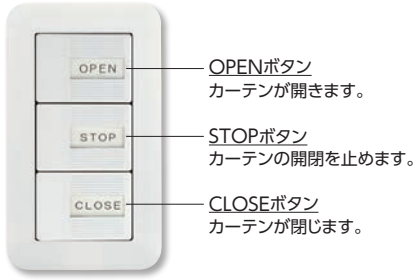 OPEN
OPENボタン
カーテンが開きます。
STOP
STOPボタン
カーテンの開閉を止めます。
CLOSE
CLOSEボタン
カーテンが閉じます。